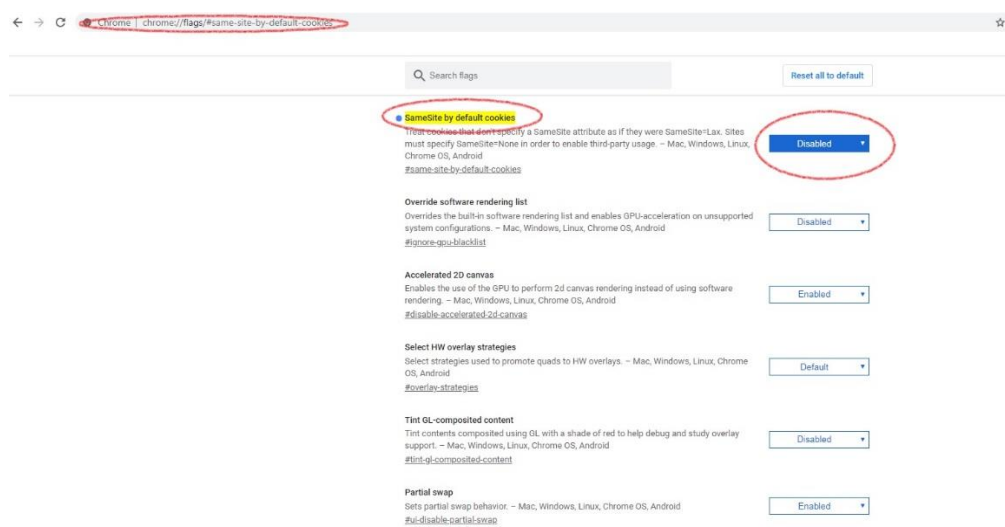 Chrome | chrome://flags/#same-site-by-default-cookies
Search flags
Reset all to default
SameSite by default cookies
Treat cookies that don't specify a SameSite attribute as if they were SameSite=Lax. Sites
must specify SameSite=None in order to enable third-party usage. – Mac, Windows, Linux,
Chrome OS, Android
#same-site-by-default-cookies
Disabled
Override software rendering list
Overrides the built-in software rendering list and enables GPU-acceleration on unsupported
system configurations. – Mac, Windows, Linux, Chrome OS, Android
#ignore-gpu-blacklist
Disabled
Accelerated 2D canvas
Enables the use of the GPU to perform 2d canvas rendering instead of using software
rendering. – Mac, Windows, Linux, Chrome OS, Android
#disable-accelerated-2d-canvas
Enabled
Select HW overlay strategies
Select strategies used to promote quads to HW overlays. – Mac, Windows, Linux, Chrome
OS, Android
#overlay-strategies
Default
Tint GL-composited content
Tint contents composited using GL with a shade of red to help debug and study overlay
support. – Mac, Windows, Linux, Chrome OS, Android
#tint-gl-composited-content
Disabled
Partial swap
Sets partial swap behavior. – Mac, Windows, Linux, Chrome OS, Android
#ui-disable-partial-swap
Enabled